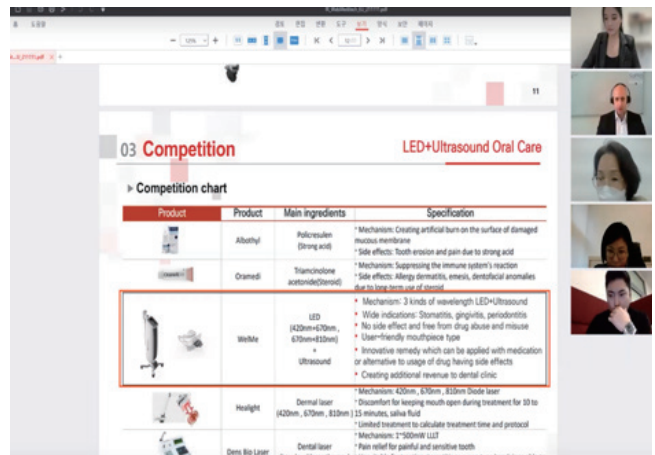 도움말
보기
11
03 Competition
LED+Ultrasound Oral Care
▶ Competition chart
Product Product Main ingredients Specification
Albothyl
Policresulen
(Strong acid)
* Mechanism: Creating artificial burn on the surface of damaged
mucous membrane
* Side effects: Tooth erosion and pain due to strong acid
Oramedi
Triamcinolone
acetonide(Steroid)
* Mechanism: Suppressing the immune system's reaction
* Side effects: Allergy dermatitis, emesis, dentofacial anomalies
due to long-term use of steroid
WelMe
LED
(420nm+670nm,
670nm+810nm)
+
Ultrasound
• Mechanism: 3 kinds of wavelength LED+Ultrasound
• Wide indications: Stomatitis, gingivitis, periodontitis
• No side effect and free from drug abuse and misuse
• User-friendly mouthpiece type
• Innovative remedy which can be applied with medication
or alternative to usage of drug having side effects
• Creating additional revenue to dental clinic
Healight
Dermal laser
(420nm, 670nm, 810nm)
* Mechanism: 420nm, 670nm, 810nm Diode laser
* Discomfort for keeping mouth open during treatment for 10 to
15 minutes, saliva fluid
* Limited treatment to calculate treatment time and protocol
Dens Bio Laser
Dental laser
* Mechanism: 1~500mW LLLT
* Pain relief for painful and sensitive tooth